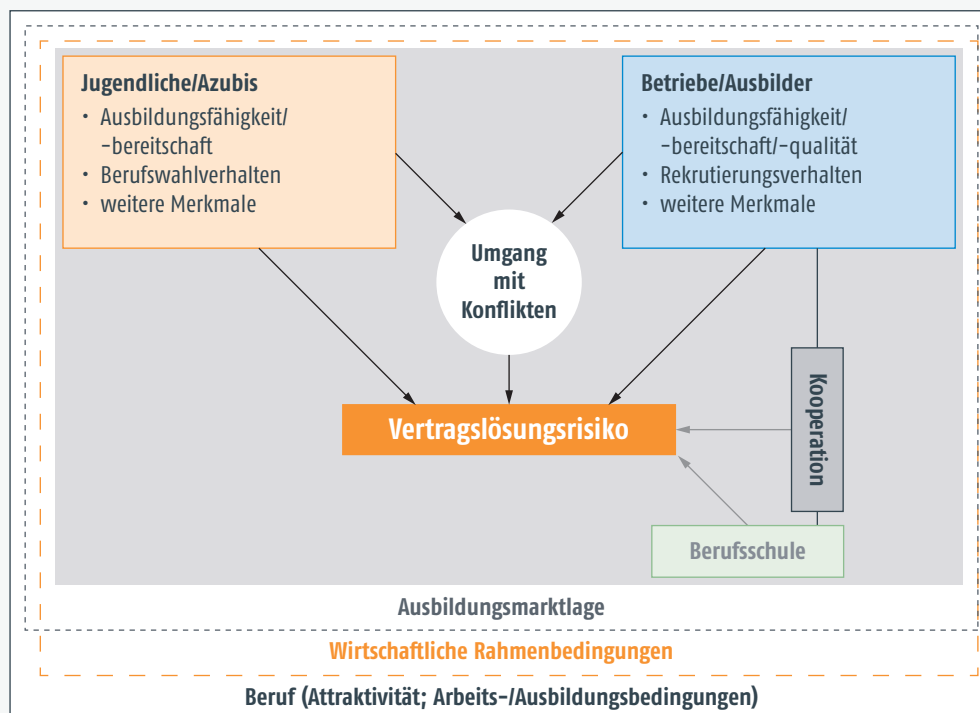 Jugendliche/Azubis
• Ausbildungsfähigkeit/
-bereitschaft
• Berufswahlverhalten
• weitere Merkmale
Betriebe/Ausbilder
• Ausbildungsfähigkeit/
-bereitschaft/-qualität
• Rekrutierungsverhalten
• weitere Merkmale
Umgang
mit
Konflikten
Vertragslösungsrisiko
Kooperation
Berufsschule
Ausbildungsmarktlage
Wirtschaftliche Rahmenbedingungen
Beruf (Attraktivität; Arbeits-/Ausbildungsbedingungen)